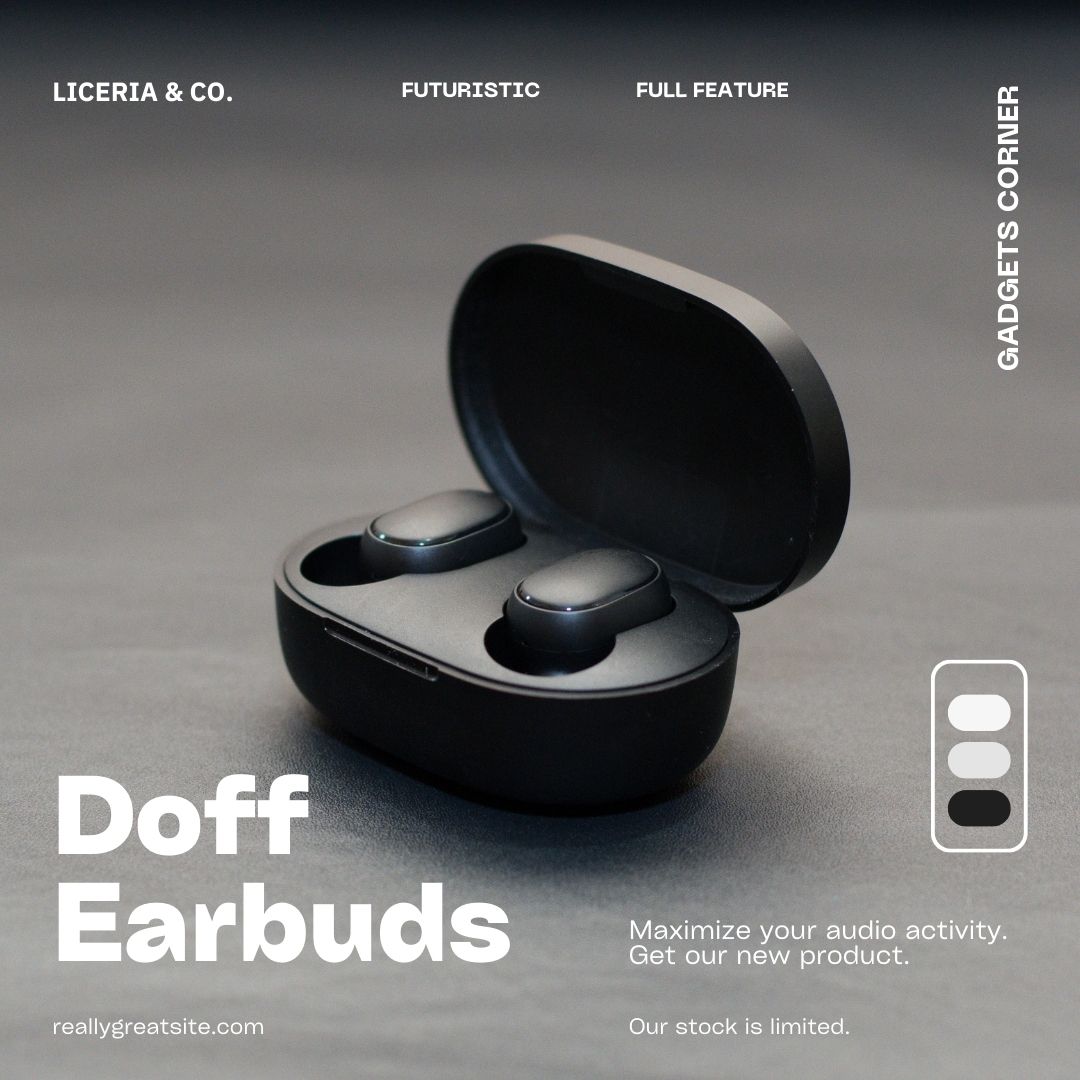 LICERIA & CO.
FUTURISTIC
FULL FEATURE
GADGETS CORNER
Doff
Earbuds
Maximize your audio activity.
Get our new product.
reallygreatsite.com
Our stock is limited.